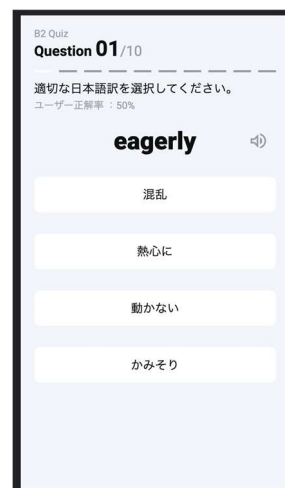 B2 Quiz
Question 01/10
適切な日本語訳を選択してください。
ユーザー正解率 : 50%
eagerly
混乱
熱心に
動かない
かみそり